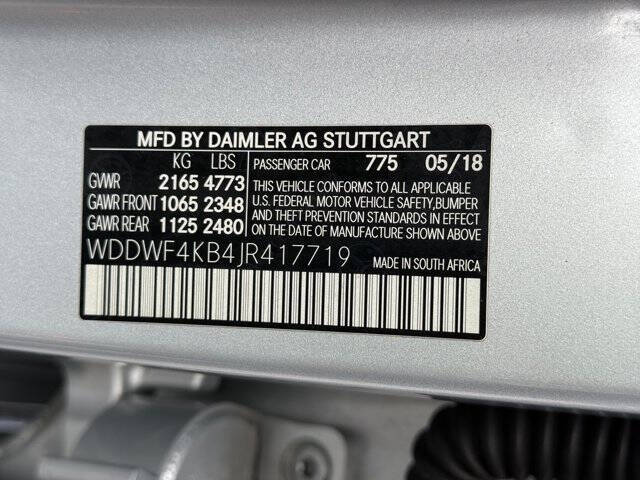 MFD BY DAIMLER AG STUTTGART
KG LBS PASSENGER CAR 775 05/18
GVWR 2165 4773
GAWR FRONT 1065 2348
GAWR REAR 1125 2480
THIS VEHICLE CONFORMS TO ALL APPLICABLE
U.S. FEDERAL MOTOR VEHICLE SAFETY,BUMPER
AND THEFT PREVENTION STANDARDS IN EFFECT
ON THE DATE OF MANUFACTURE SHOWN ABOVE.
WDDWF4KB4JR417719 MADE IN SOUTH AFRICA